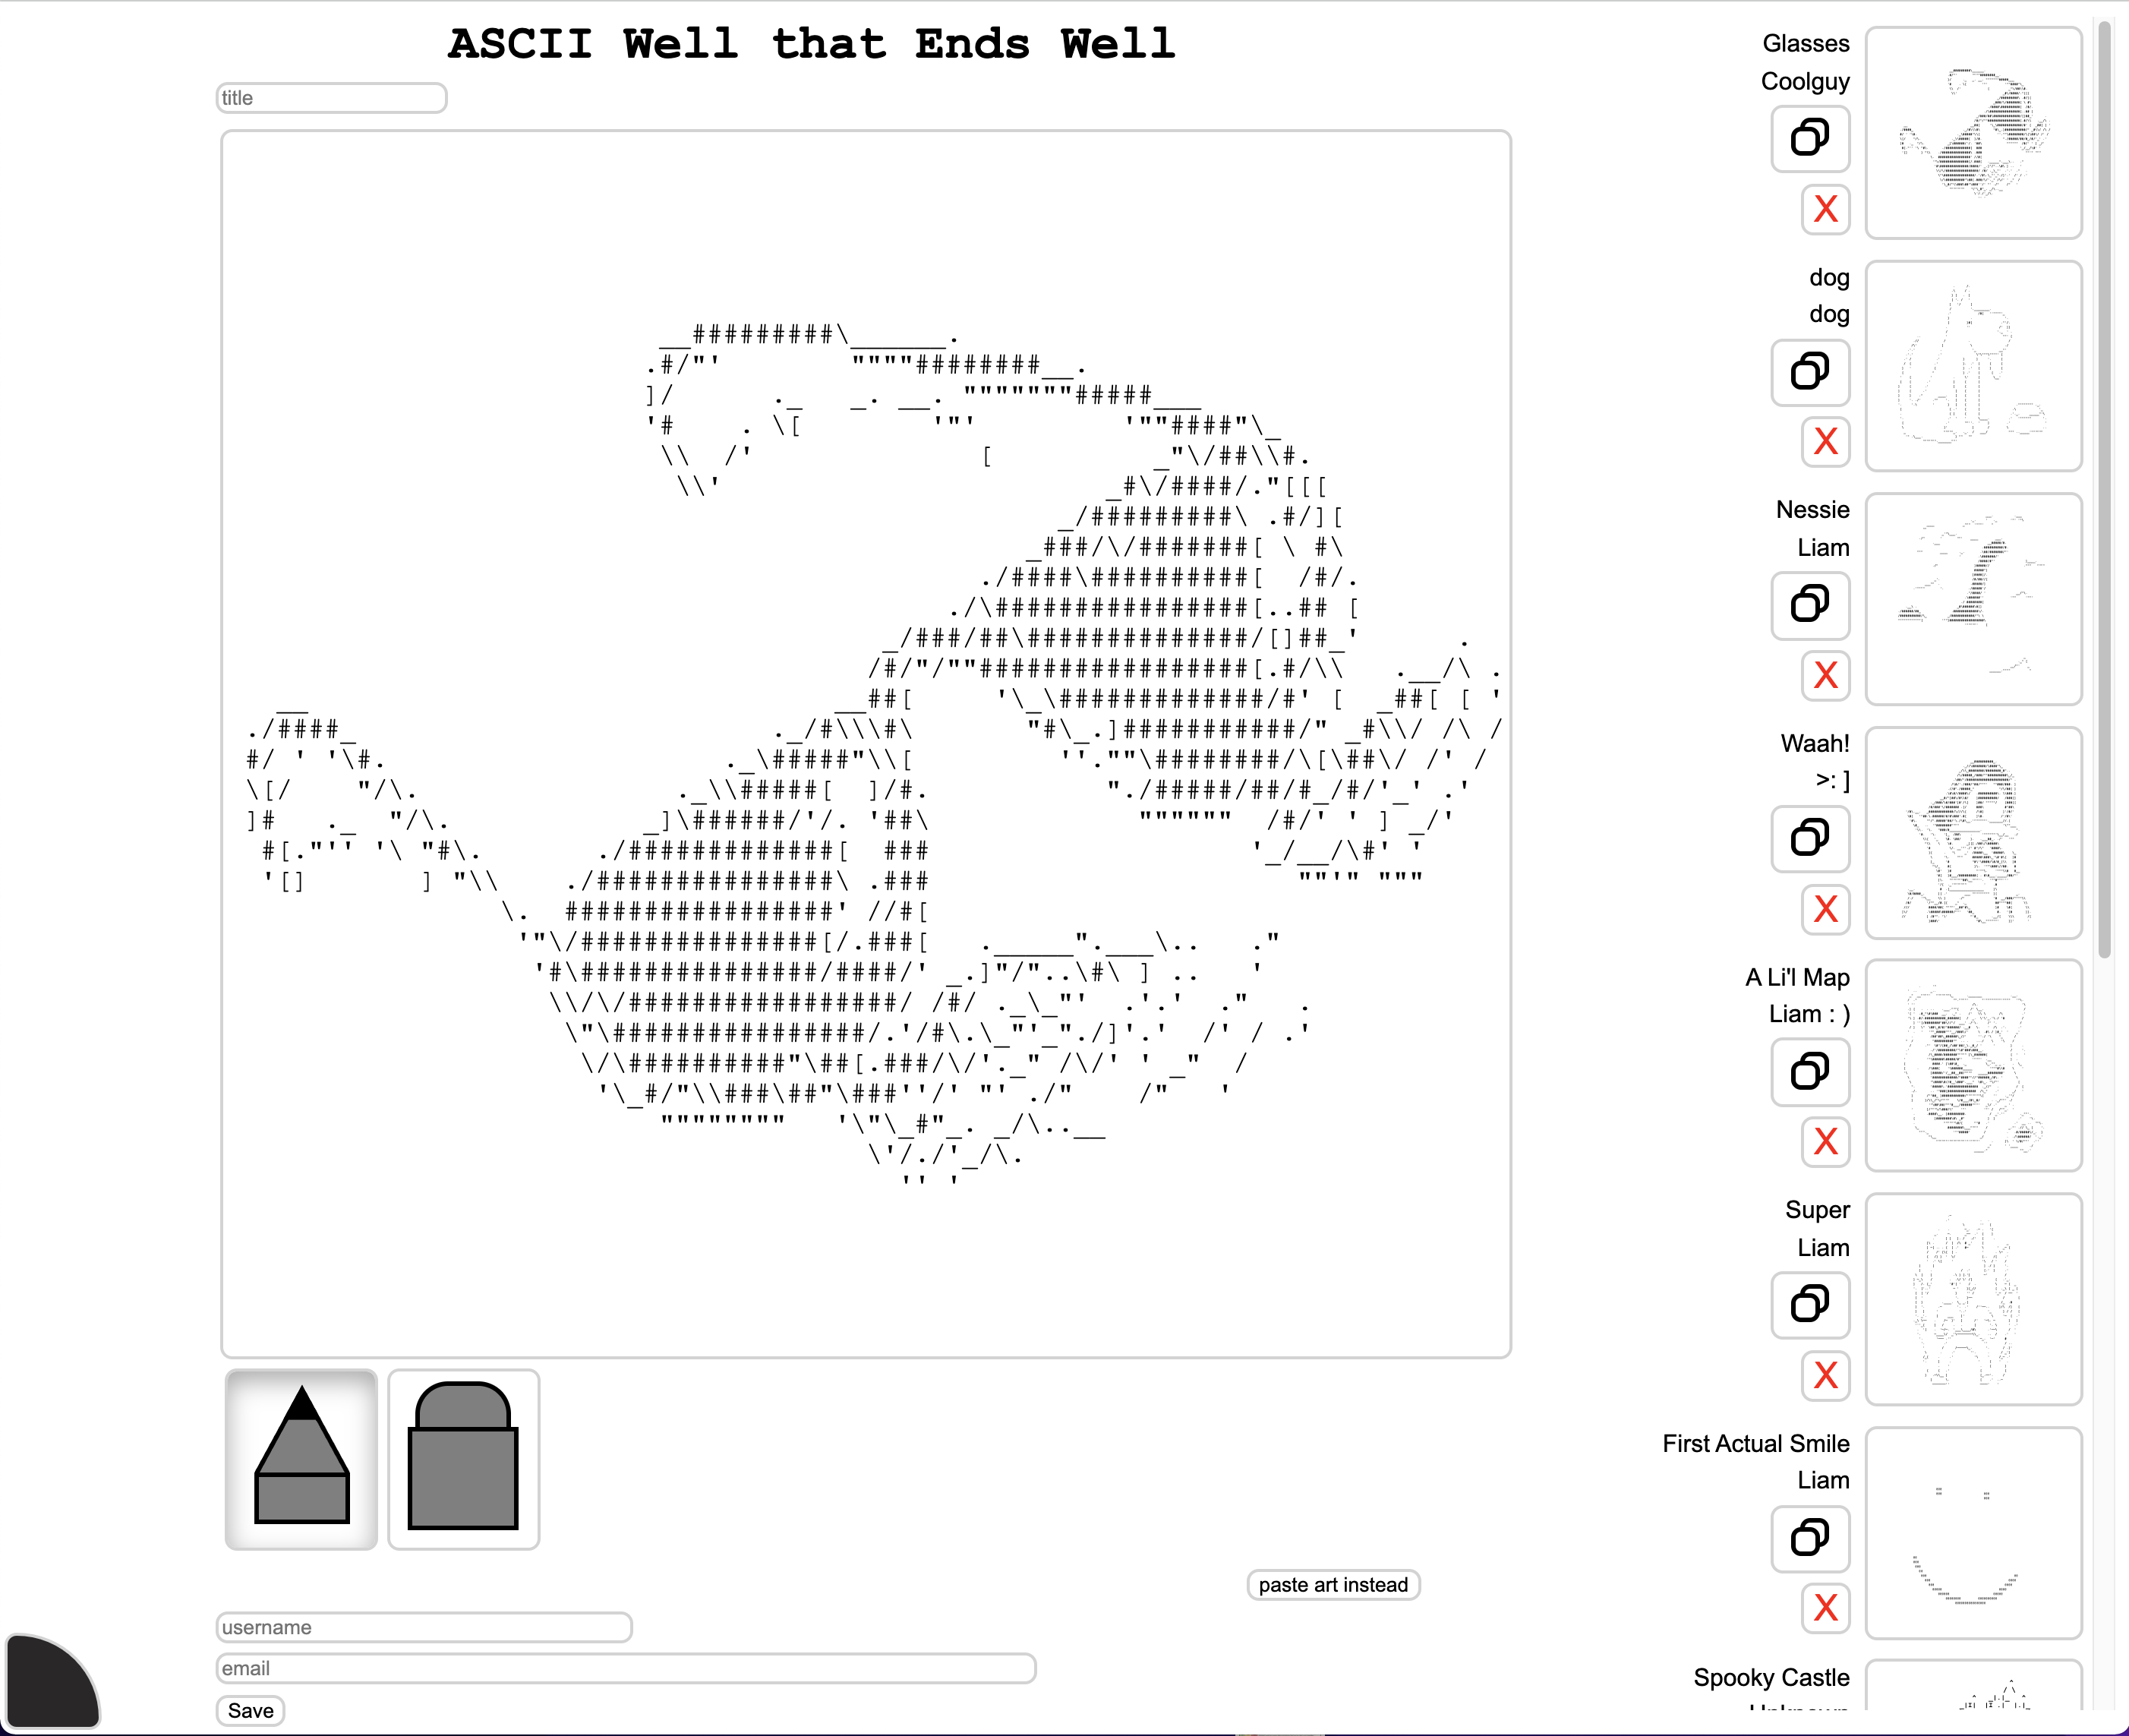 ASCII Well that Ends Well
title
Glasses
Coolguy
X
dog
dog
X
Nessie
Liam
X
Waah!
>: ]
X
A Li'l Map
Liam : )
X
Super
Liam
X
First Actual Smile
Liam
X
Spooky Castle
paste art instead
username
email
Save